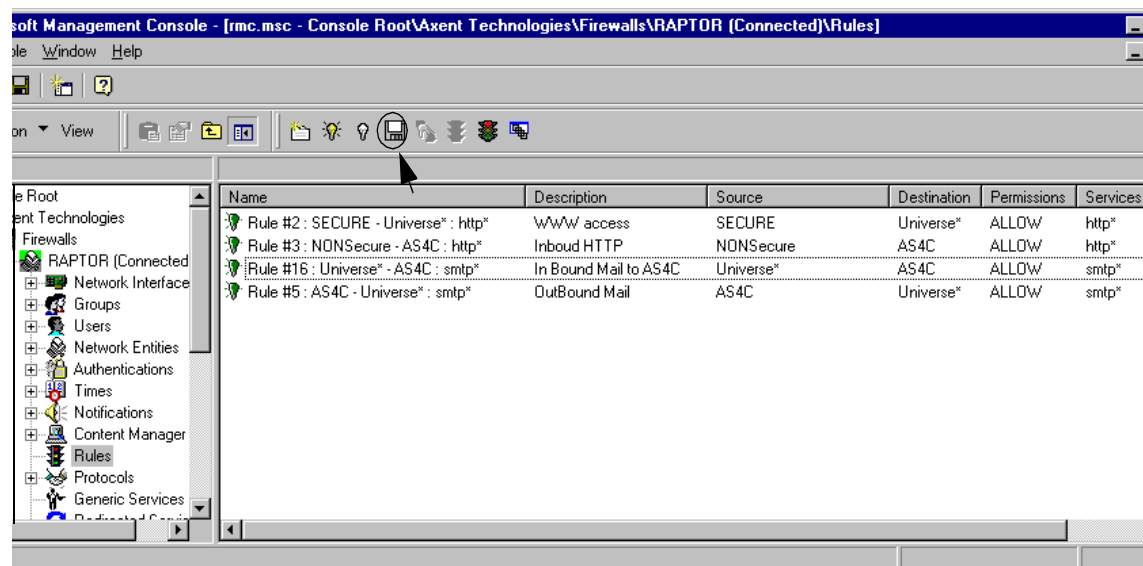 soft Management Console - [rmc.msc - Console Root\Axent Technologies\Firewalls\RAPTOR (Connected)\Rules]
ole Window Help
on View
e Root
ent Technologies
Firewalls
RAPTOR (Connected
Network Interface
Groups
Users
Network Entities
Authentications
Times
Notifications
Content Manager
Rules
Protocols
Generic Services
Name Description Source Destination Permissions Services
Rule #2 : SECURE - Universe* : http* WWW access SECURE Universe* ALLOW http*
Rule #3 : NONSecure - AS4C : http* Inboud HTTP NONSecure AS4C ALLOW http*
Rule #16 : Universe* - AS4C : smtp* In Bound Mail to AS4C Universe* AS4C ALLOW smtp*
Rule #5 : AS4C - Universe* : smtp* OutBound Mail AS4C Universe* ALLOW smtp*